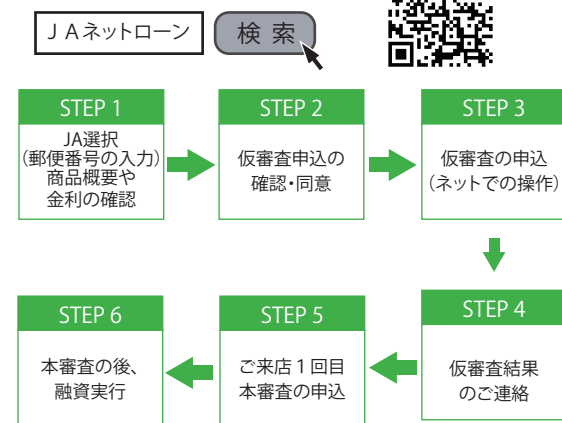 ＪＡネットローン
検 索
STEP 1
JA選択
(郵便番号の入力)
商品概要や
金利の確認
STEP 2
仮審査申込の
確認・同意
STEP 3
仮審査の申込
(ネットでの操作)
STEP 4
仮審査結果
のご連絡
STEP 5
ご来店１回目
本審査の申込
STEP 6
本審査の後、
融資実行